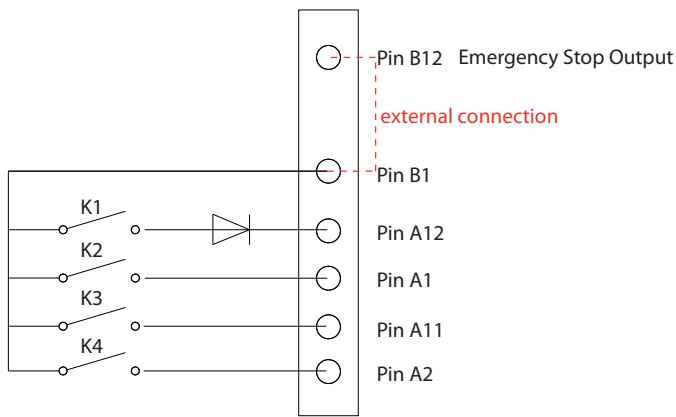 Pin B12 Emergency Stop Output
external connection
Pin B1
K1
Pin A12
K2
Pin A1
K3
Pin A11
K4
Pin A2